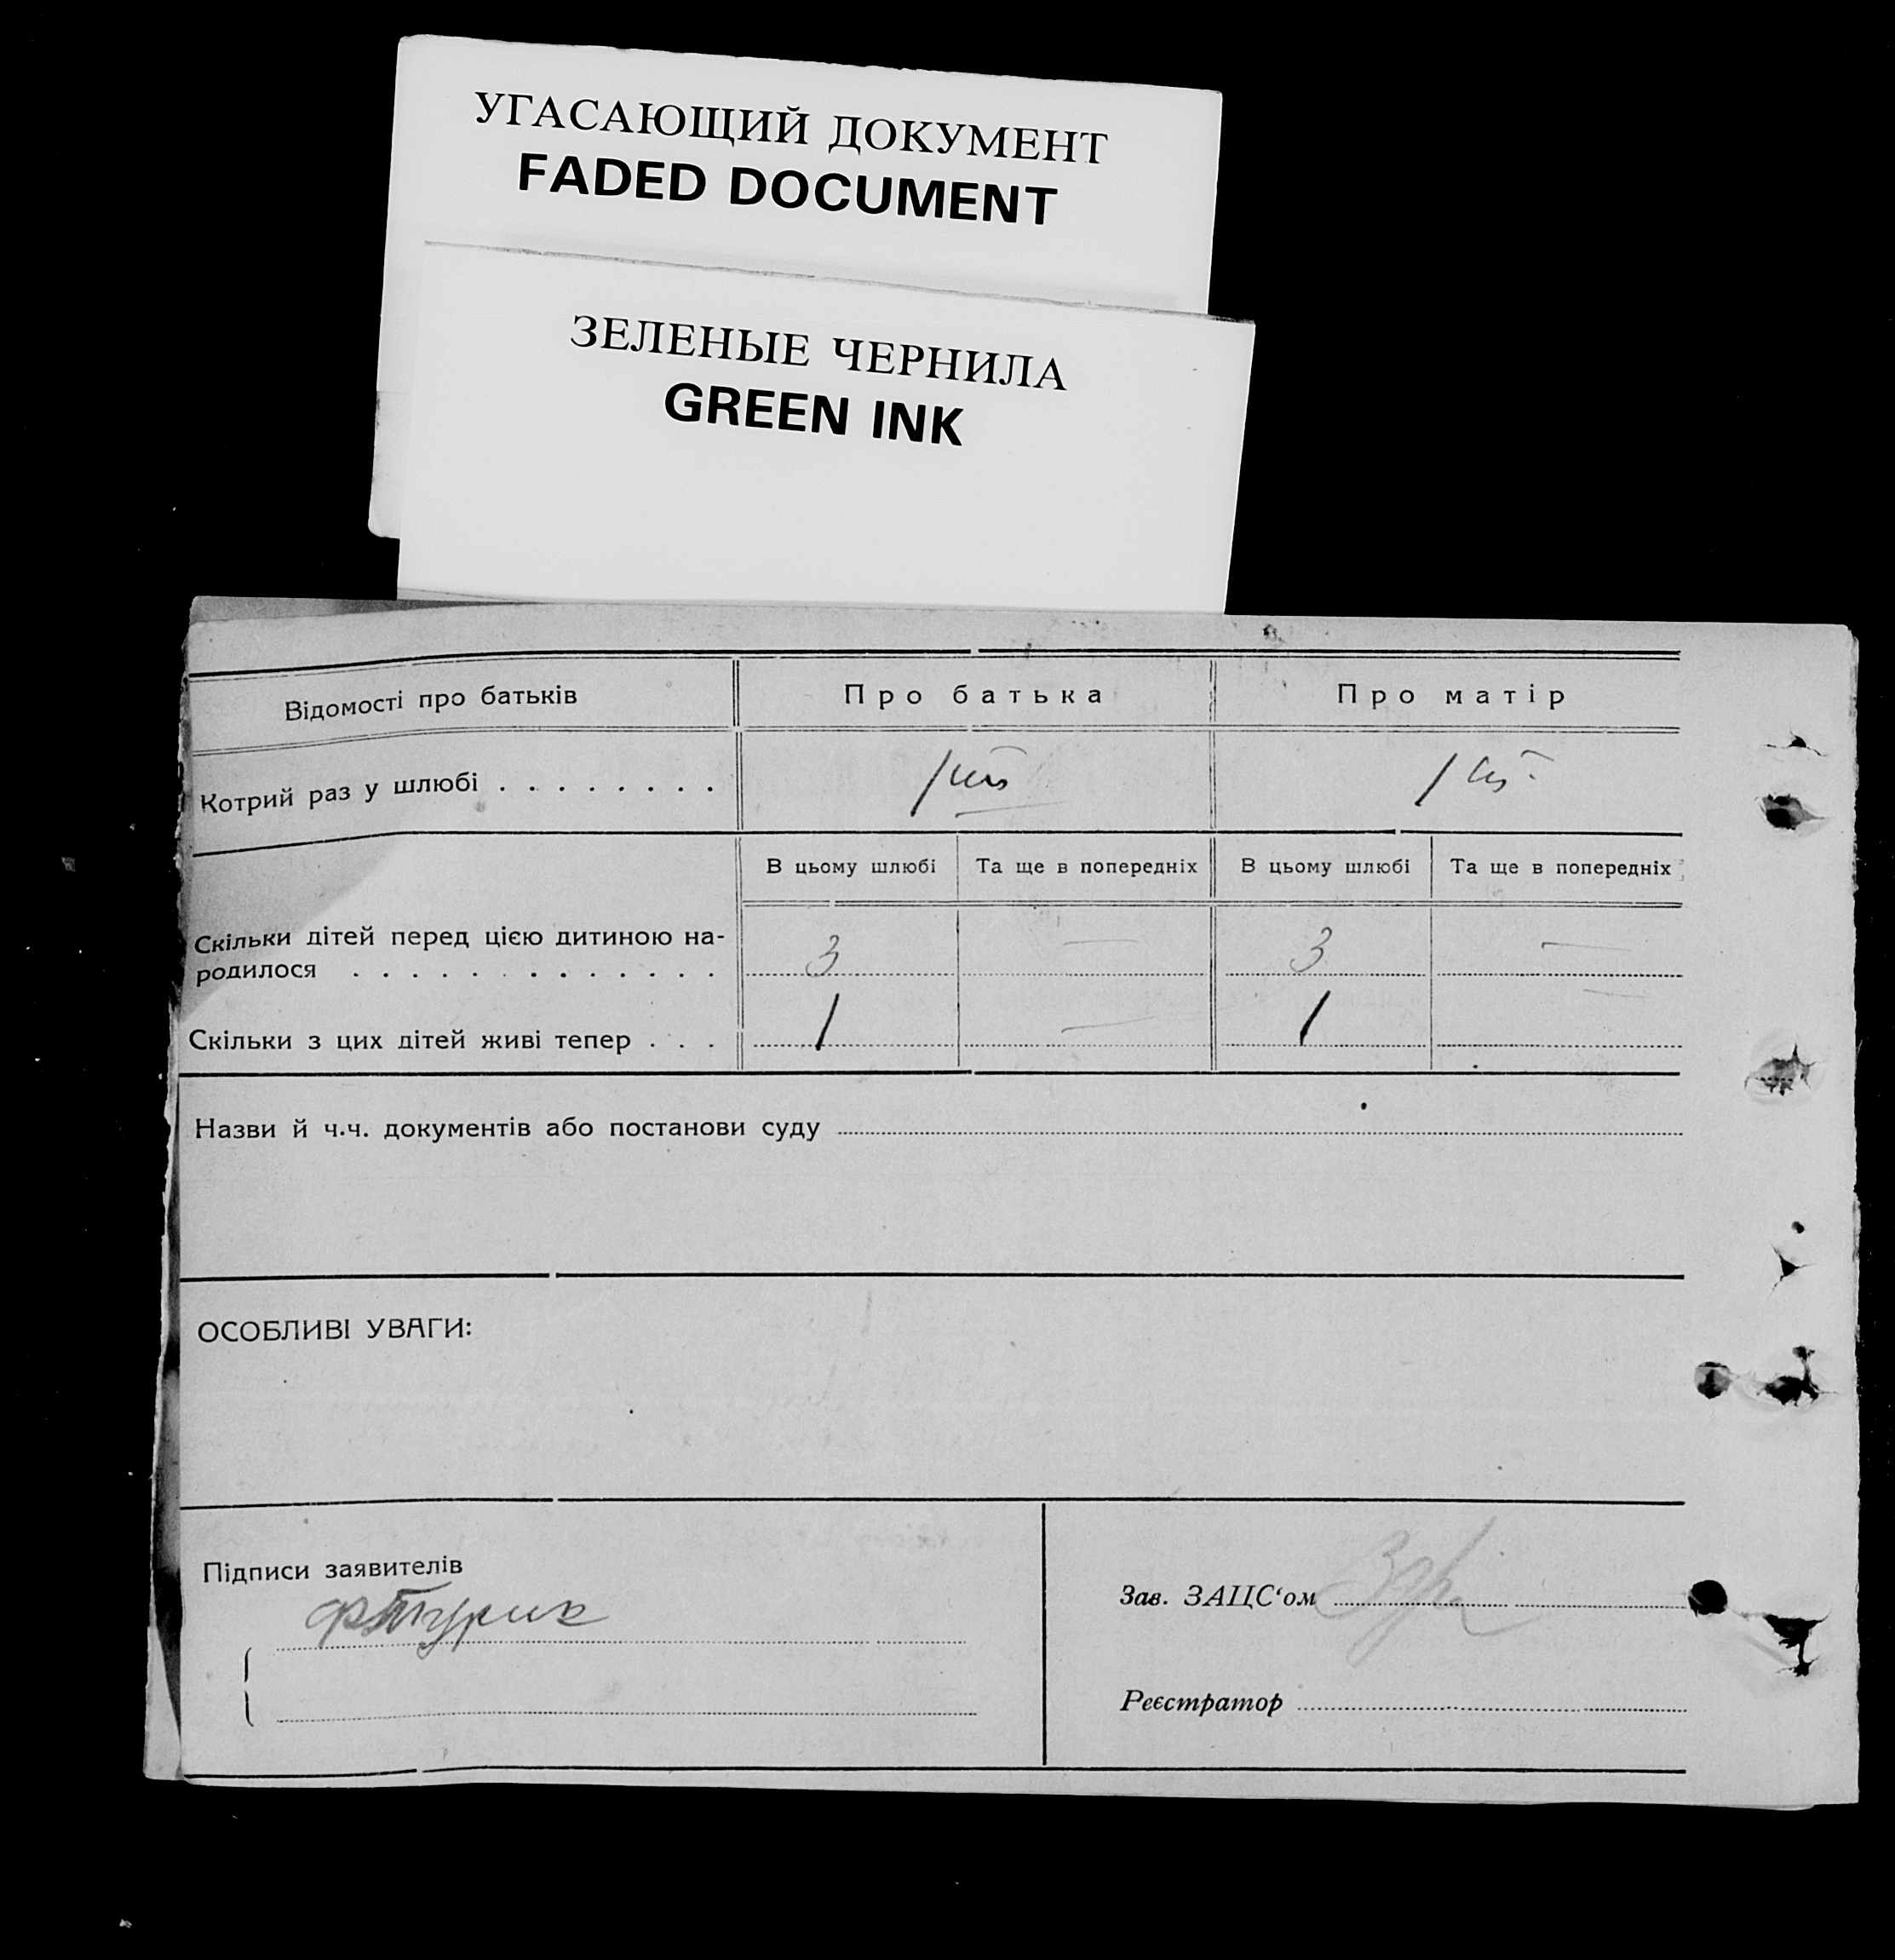 УГАСАЮЩИЙ ДОКУМЕНТ
FADED DOCUMENT
ЗЕЛЕНЫЕ ЧЕРНИЛА
GREEN INK
Відомості про батьків Про батька Про матір
Котрий раз у шлюбі . . . . . . . .
В цьому шлюбі Та ще в попередніх В цьому шлюбі Та ще в попередніх
Скільки дітей перед цією дитиною на-
родилося . . . . . . . . . . . . . 3 — 3 —
Скільки з цих дітей живі тепер . . . 1 — 1 —
Назви й ч.ч. документів або постанови суду
ОСОБЛИВІ УВАГИ:
Підписи заявителів
Зав. ЗАЦС‘ом
Реєстратор